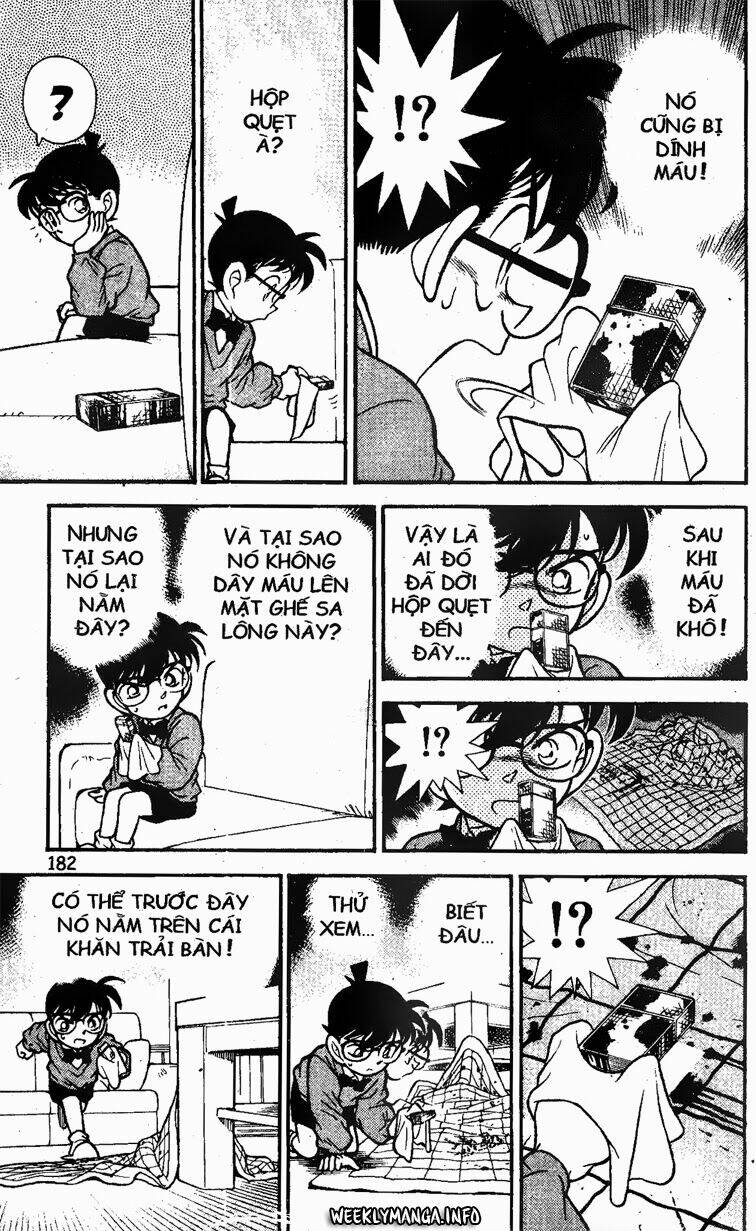 NÓ
CŨNG BỊ
DÍNH
MÁU!
!?
HỘP
QUẸT
À?
?
SAU
KHI
MÁU
ĐÃ
KHÔ!
VẬY LÀ
AI ĐÓ
ĐÃ DỜI
HỘP QUẸT
ĐẾN
ĐÂY...
!?
VÀ TẠI SAO
NÓ KHÔNG
DÂY MÁU LÊN
MẶT GHẾ SA
LÔNG NÀY?
NHƯNG
TẠI SAO
NÓ LẠI
NẰM
ĐÂY?
182
!?
BIẾT
ĐÂU...
THỬ
XEM...
CÓ THỂ TRƯỚC ĐÂY
NÓ NẰM TRÊN CÁI
KHĂN TRẢI BÀN!
WEEKLYMANGA.INFO